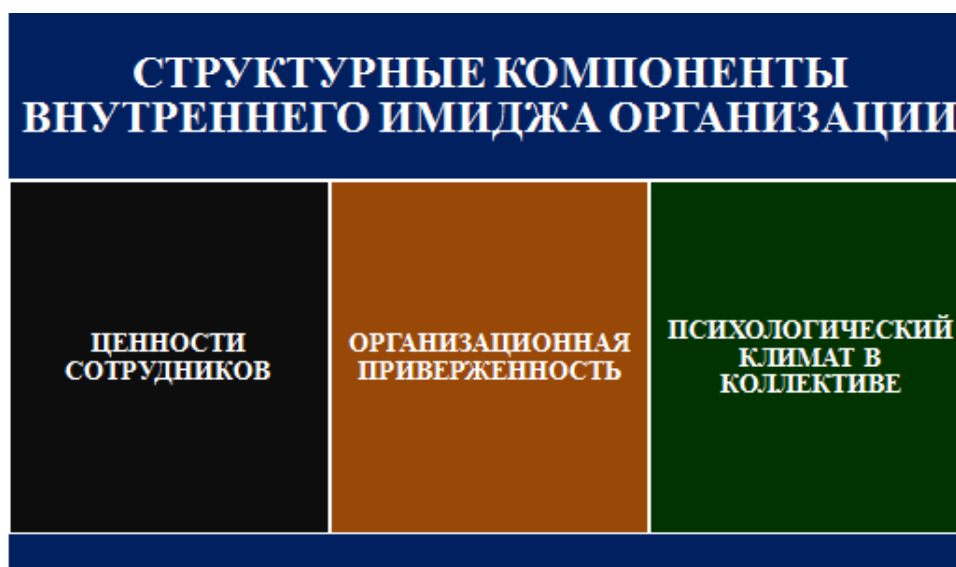 СТРУКТУРНЫЕ КОМПОНЕНТЫ
ВНУТРЕННЕГО ИМИДЖА ОРГАНИЗАЦИИ
ЦЕННОСТИ
СОТРУДНИКОВ
ОРГАНИЗАЦИОННАЯ
ПРИВЕРЖЕННОСТЬ
ПСИХОЛОГИЧЕСКИЙ
КЛИМАТ В
КОЛЛЕКТИВЕ